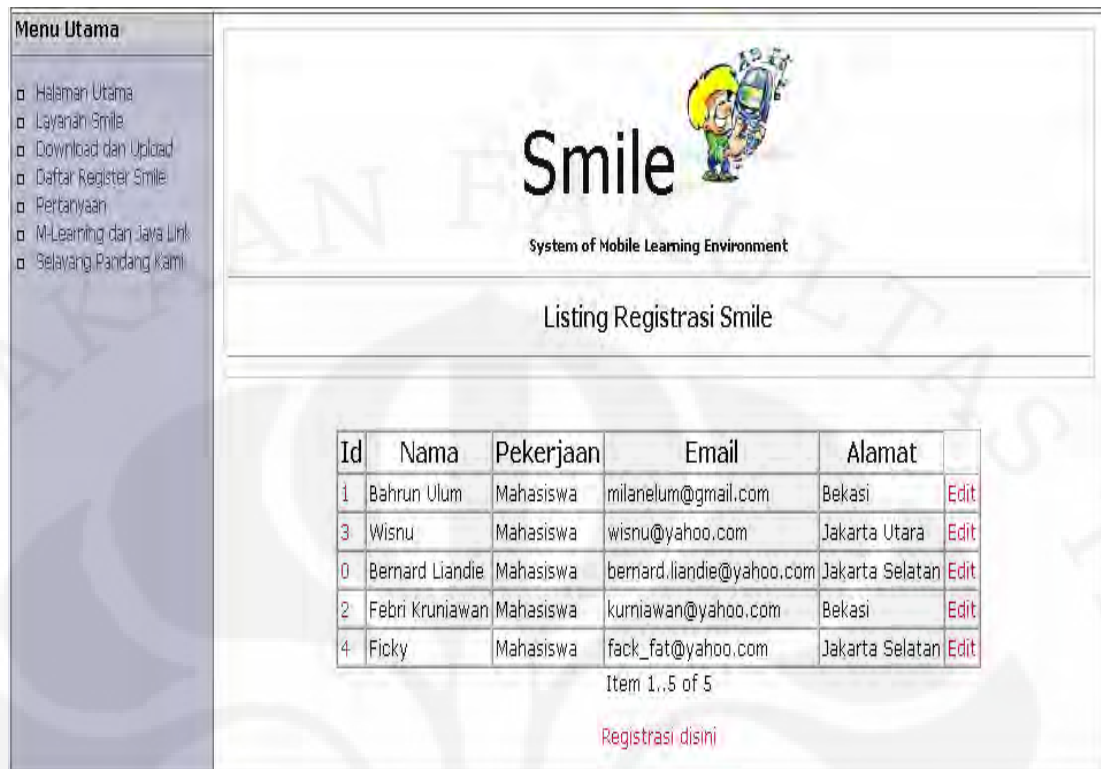 Menu Utama
Halaman Utama
Layanan Smile
Download dan Upload
Daftar Register Smile
Pertanyaan
M-Learning dan Java Link
Selayang Pandang Kami
Smile
System of Mobile Learning Environment
Listing Registrasi Smile
Id Nama Pekerjaan Email Alamat
1 Bahrun Ulum Mahasiswa milanelum@gmail.com Bekasi Edit
3 Wisnu Mahasiswa wisnu@yahoo.com Jakarta Utara Edit
0 Bernard Liandie Mahasiswa bernard.liandie@yahoo.com Jakarta Selatan Edit
2 Febri Kruniawan Mahasiswa kurniawan@yahoo.com Bekasi Edit
4 Ficky Mahasiswa fack_fat@yahoo.com Jakarta Selatan Edit
Item 1..5 of 5
Registrasi disini